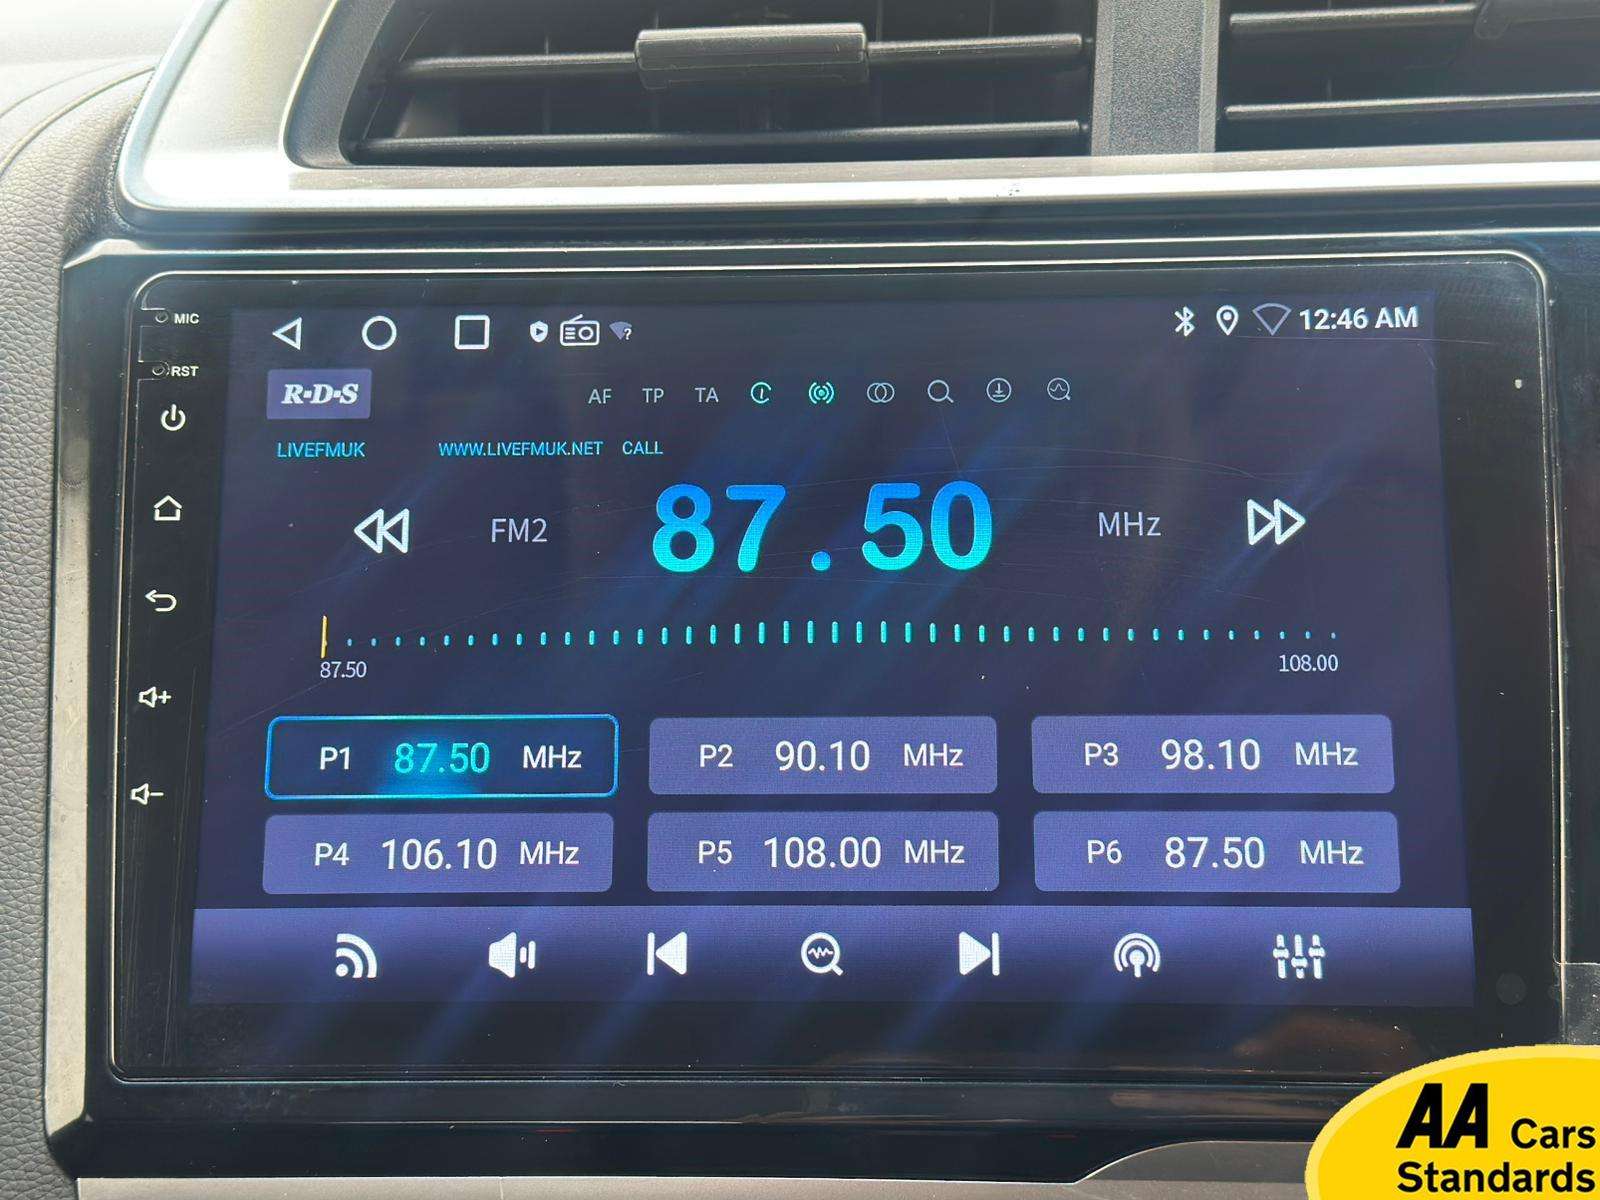 MIC
12:46 AM
RST
R·D·S
AF TP TA
LIVEFMUK WWW.LIVEFMUK.NET CALL
FM2 87.50 MHz
87.50 108.00
P1 87.50 MHz P2 90.10 MHz P3 98.10 MHz
P4 106.10 MHz P5 108.00 MHz P6 87.50 MHz
AA Cars
Standards